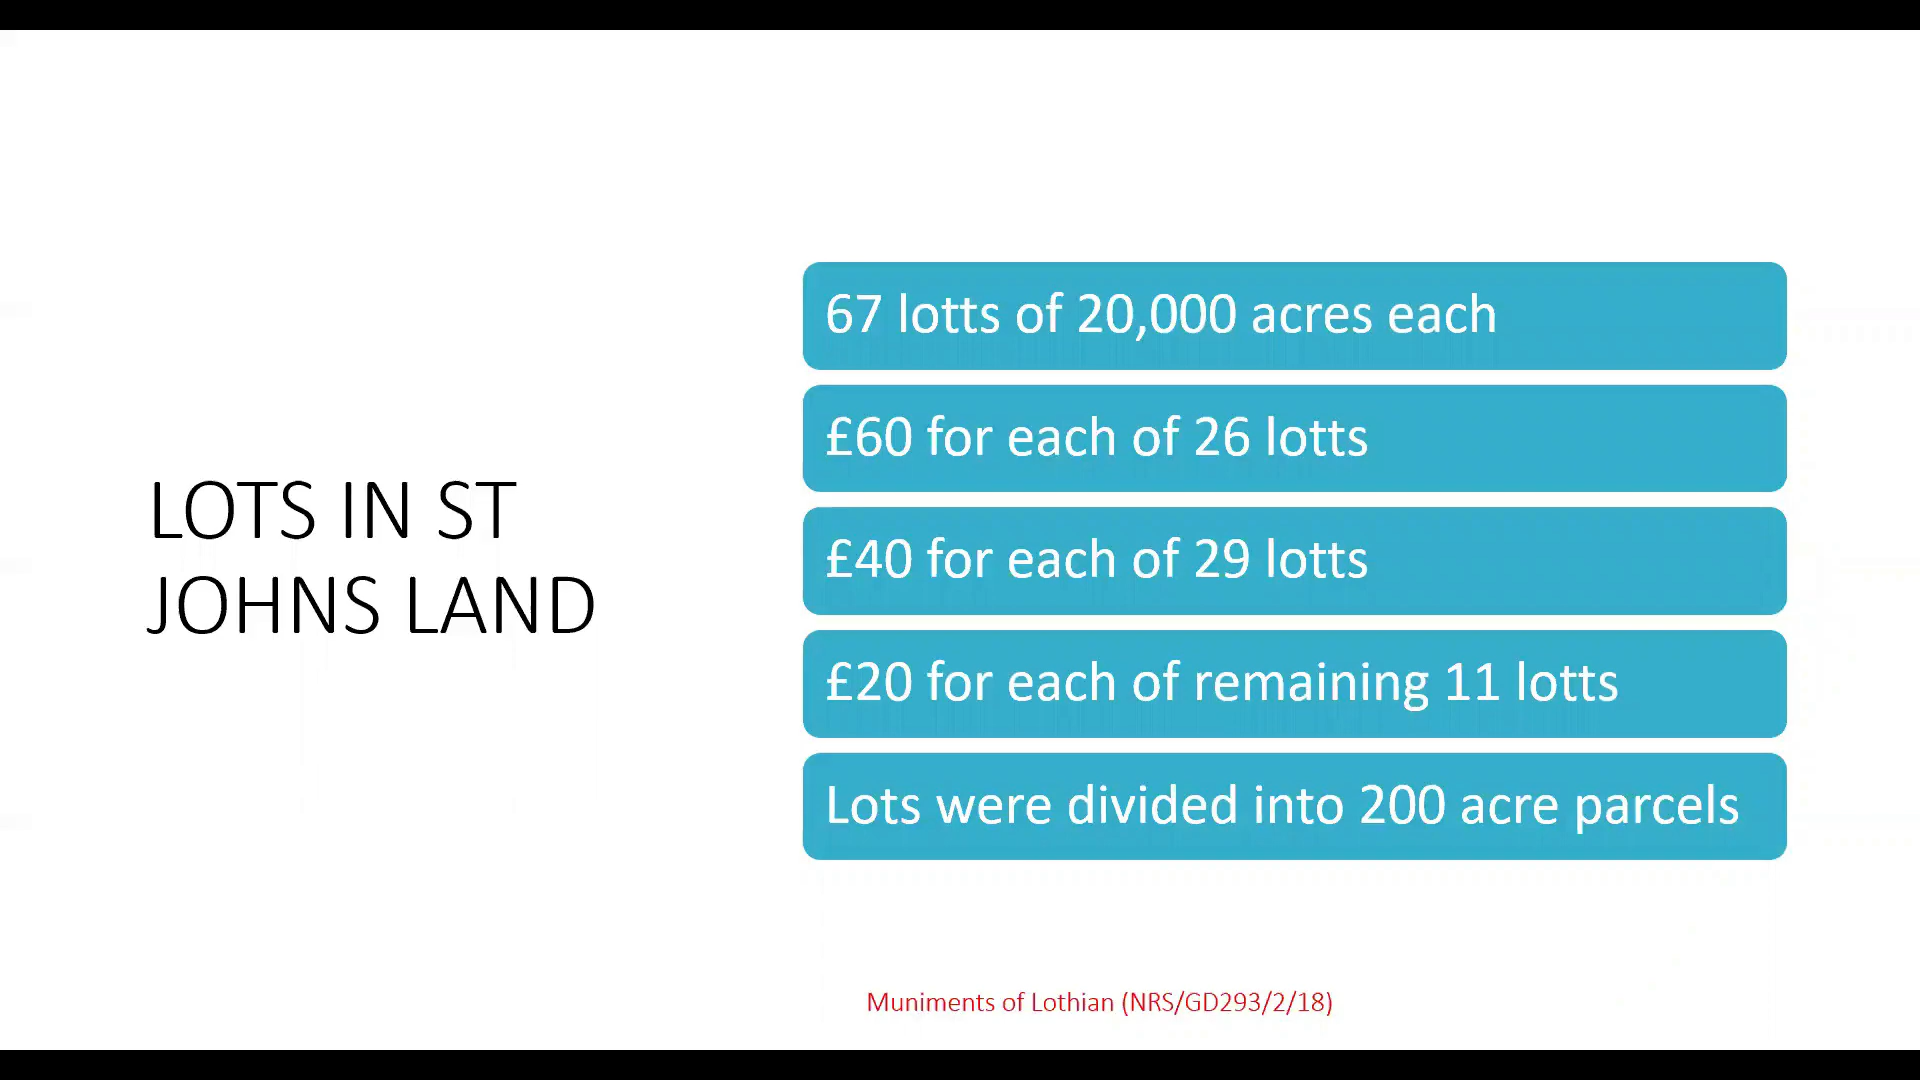 LOTS IN ST
JOHNS LAND
67 lotts of 20,000 acres each
£60 for each of 26 lotts
£40 for each of 29 lotts
£20 for each of remaining 11 lotts
Lots were divided into 200 acre parcels
Muniments of Lothian (NRS/GD293/2/18)